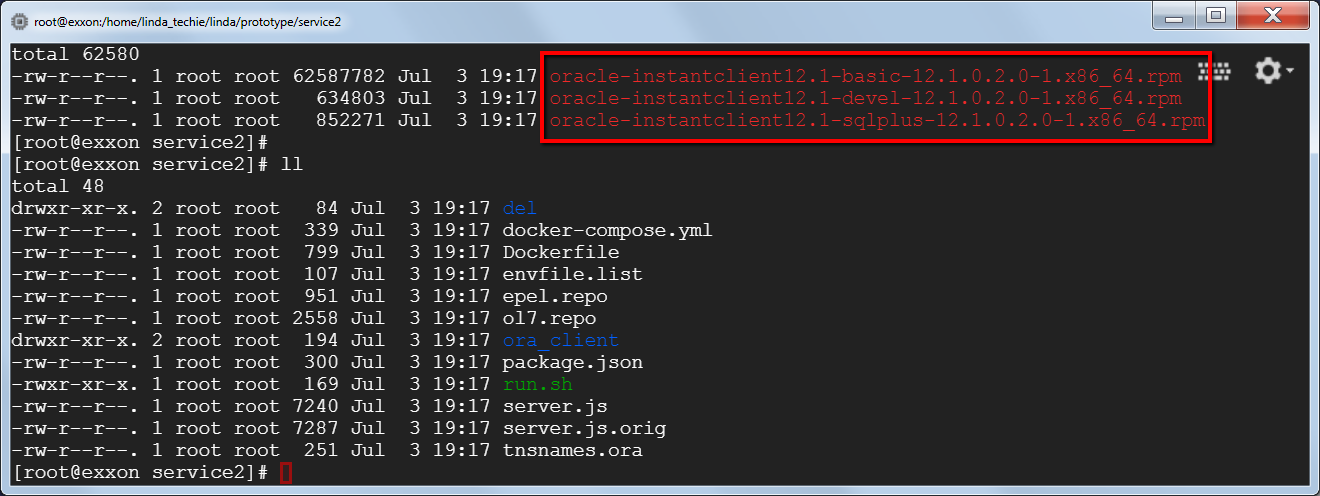 root@exxon:/home/linda_techie/linda/prototype/service2
total 62580
-rw-r--r--. 1 root root 62587782 Jul  3 19:17 oracle-instantclient12.1-basic-12.1.0.2.0-1.x86_64.rpm
-rw-r--r--. 1 root root   634803 Jul  3 19:17 oracle-instantclient12.1-devel-12.1.0.2.0-1.x86_64.rpm
-rw-r--r--. 1 root root   852271 Jul  3 19:17 oracle-instantclient12.1-sqlplus-12.1.0.2.0-1.x86_64.rpm
[root@exxon service2]#
[root@exxon service2]# ll
total 48
drwxr-xr-x. 2 root root   84 Jul  3 19:17 del
-rw-r--r--. 1 root root  339 Jul  3 19:17 docker-compose.yml
-rw-r--r--. 1 root root  799 Jul  3 19:17 Dockerfile
-rw-r--r--. 1 root root  107 Jul  3 19:17 envfile.list
-rw-r--r--. 1 root root  951 Jul  3 19:17 epel.repo
-rw-r--r--. 1 root root 2558 Jul  3 19:17 ol7.repo
drwxr-xr-x. 2 root root  194 Jul  3 19:17 ora_client
-rw-r--r--. 1 root root  300 Jul  3 19:17 package.json
-rwxr-xr-x. 1 root root  169 Jul  3 19:17 run.sh
-rw-r--r--. 1 root root 7240 Jul  3 19:17 server.js
-rw-r--r--. 1 root root 7287 Jul  3 19:17 server.js.orig
-rw-r--r--. 1 root root  251 Jul  3 19:17 tnsnames.ora
[root@exxon service2]#